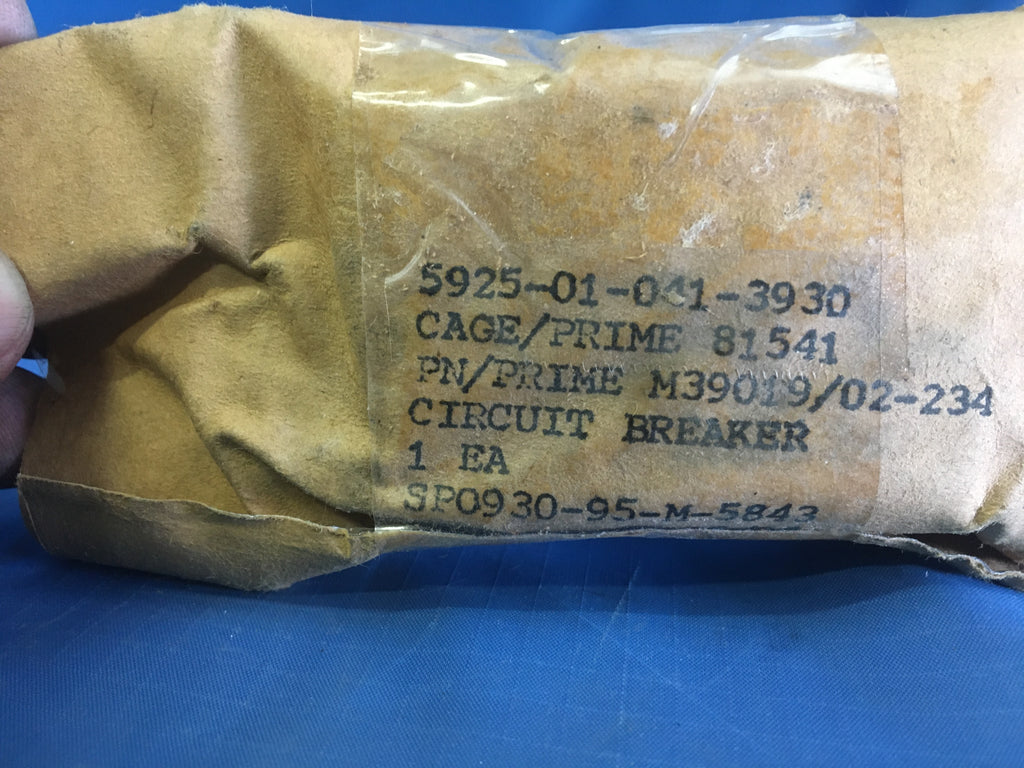 5925-01-041-3930
CAGE/PRIME 81541
PN/PRIME M39019/02-234
CIRCUIT BREAKER
1 EA
SP0930-95-M-5843